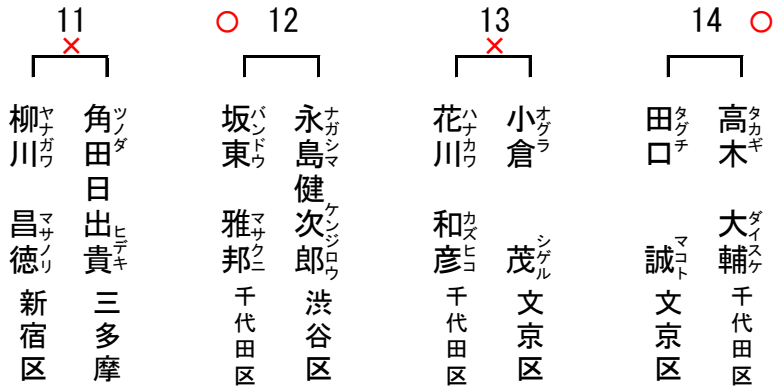 11
×
角田日出貴
ツノダ ヒデキ
三多摩
柳川 昌徳
ヤナガワ マサノリ
新宿区
○ 12
永島健次郎
ナガシマ ケンジロウ
渋谷区
坂東 雅邦
バンドウ マサクニ
千代田区
13
×
小倉 茂
オグラ シゲル
文京区
花川 和彦
ハナカワ カズヒコ
千代田区
14 ○
高木 大輔
タカギ ダイスケ
千代田区
田口 誠
タグチ マコト
文京区